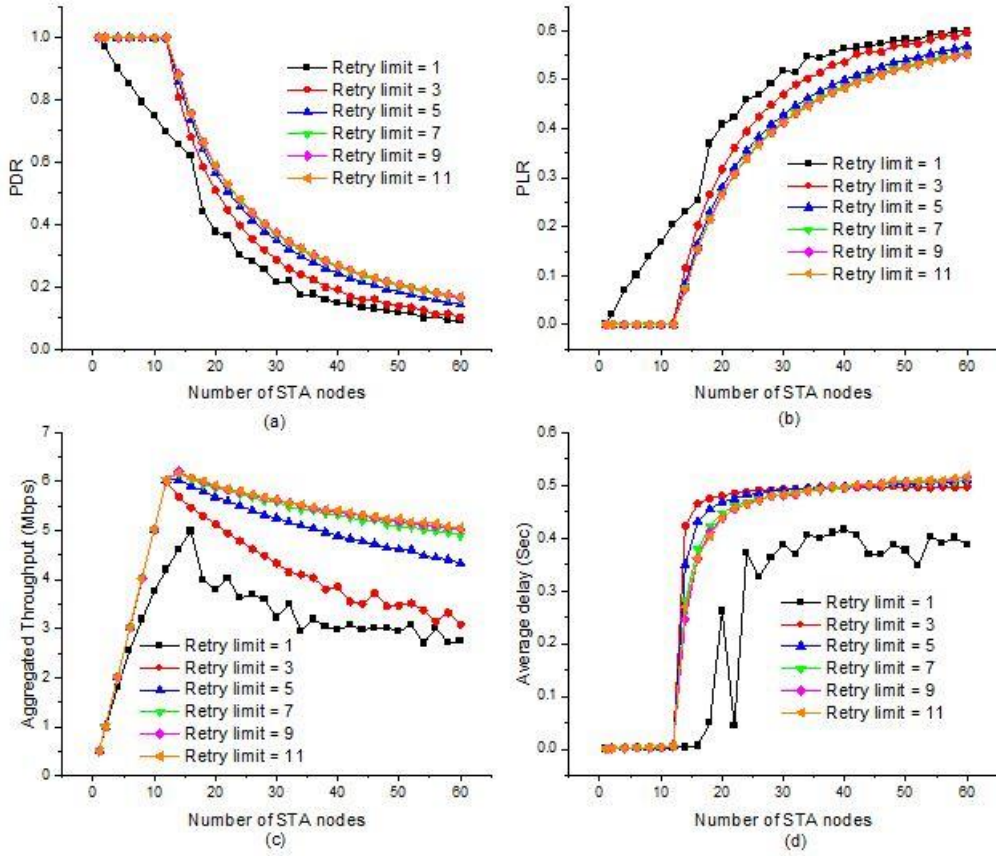 1.0
0.8
0.6
0.4
0.2
0.0
PDR
Retry limit = 1
Retry limit = 3
Retry limit = 5
Retry limit = 7
Retry limit = 9
Retry limit = 11
0 10 20 30 40 50 60
Number of STA nodes
(a)
0.6
0.5
0.4
0.3
0.2
0.1
0.0
PLR
Retry limit = 1
Retry limit = 3
Retry limit = 5
Retry limit = 7
Retry limit = 9
Retry limit = 11
0 10 20 30 40 50 60
Number of STA nodes
(b)
7
6
5
4
3
2
1
0
Aggregated Throughput (Mbps)
Retry limit = 1
Retry limit = 3
Retry limit = 5
Retry limit = 7
Retry limit = 9
Retry limit = 11
0 10 20 30 40 50 60
Number of STA nodes
(c)
0.6
0.5
0.4
0.3
0.2
0.1
0.0
Average delay (Sec)
Retry limit = 1
Retry limit = 3
Retry limit = 5
Retry limit = 7
Retry limit = 9
Retry limit = 11
0 10 20 30 40 50 60
Number of STA nodes
(d)